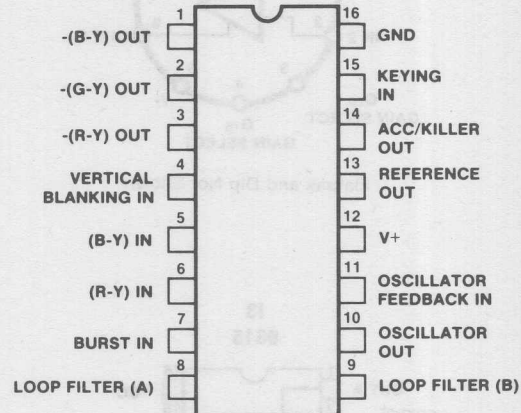 1
-(B-Y) OUT
2
-(G-Y) OUT
3
-(R-Y) OUT
4
VERTICAL
BLANKING IN
5
(B-Y) IN
6
(R-Y) IN
7
BURST IN
8
LOOP FILTER (A)
16
GND
15
KEYING
IN
14
ACC/KILLER
OUT
13
REFERENCE
OUT
12
V+
11
OSCILLATOR
FEEDBACK IN
10
OSCILLATOR
OUT
9
LOOP FILTER (B)